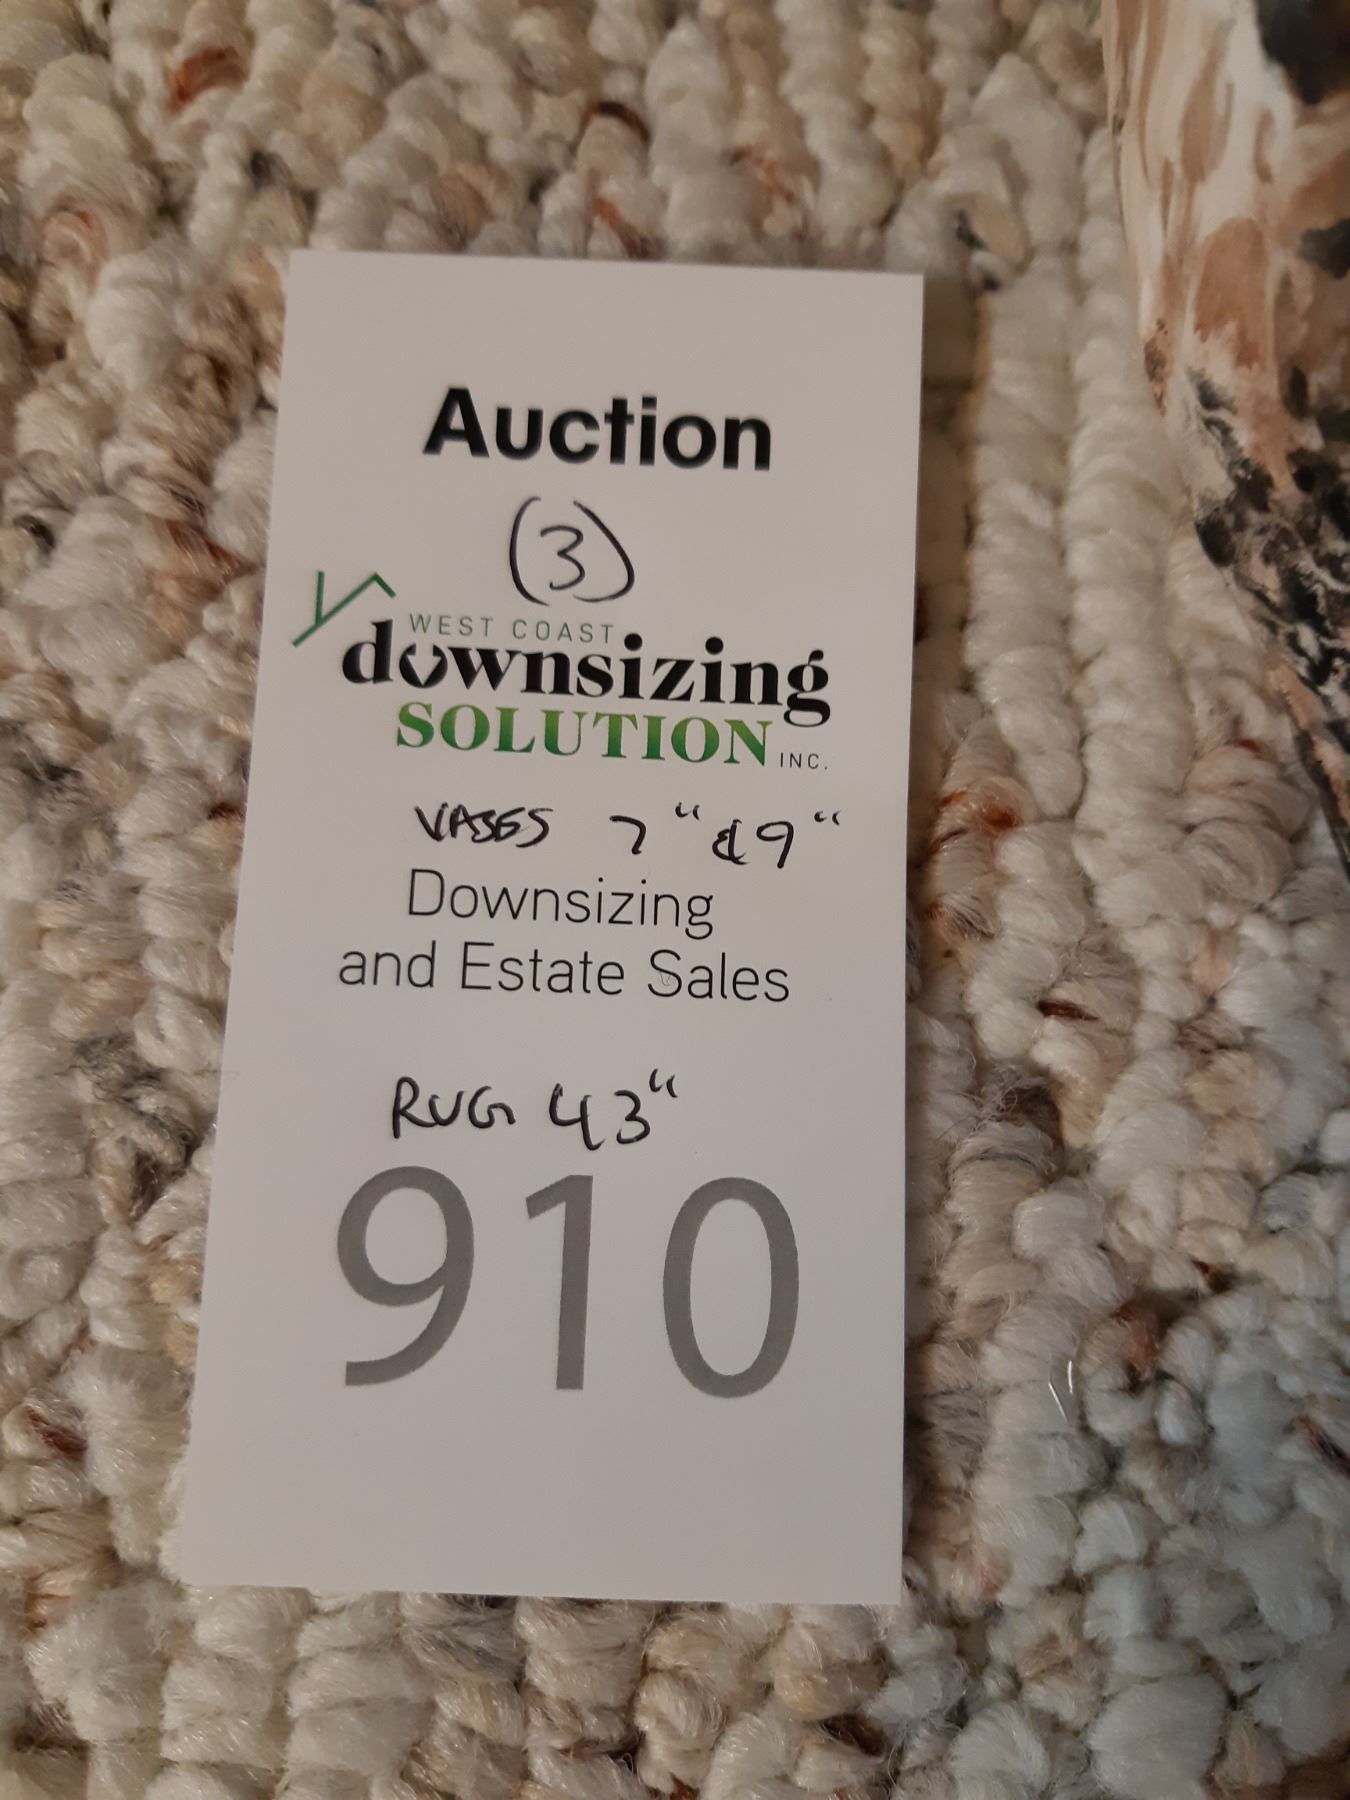 Auction
(3)
WEST COAST
downsizing
SOLUTION INC.
VASES 7" & 9"
Downsizing
and Estate Sales
RUG 43"
910